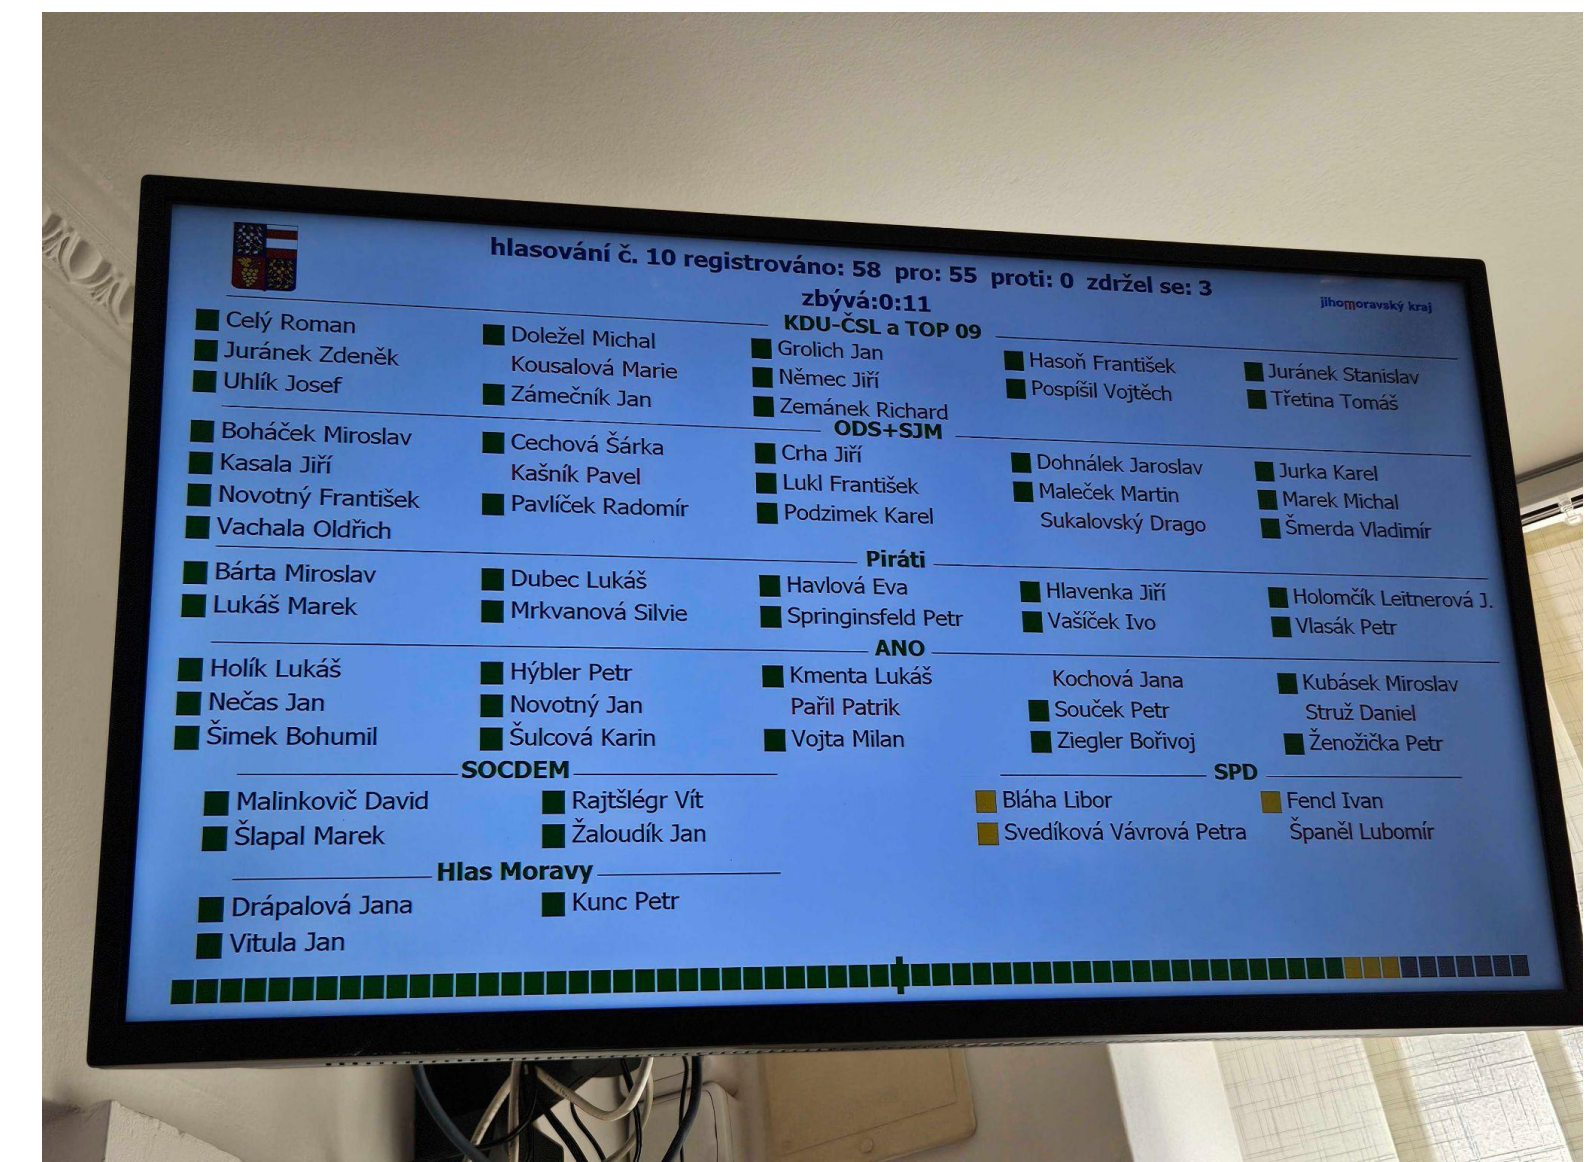 hlasování č. 10 registrováno: 58 pro: 55 proti: 0 zdržel se: 3
zbývá:0:11
jihomoravský kraj
KDU-ČSL a TOP 09
Celý Roman Doležel Michal Grolich Jan Hasoň František Juránek Stanislav
Juránek Zdeněk Kousalová Marie Němec Jiří Pospíšil Vojtěch Třetina Tomáš
Uhlík Josef Zámečník Jan Zemánek Richard
ODS+SJM
Boháček Miroslav Cechová Šárka Crha Jiří Dohnálek Jaroslav Jurka Karel
Kasala Jiří Kašník Pavel Lukl František Maleček Martin Marek Michal
Novotný František Pavlíček Radomír Podzimek Karel Sukalovský Drago Šmerda Vladimír
Vachala Oldřich
Piráti
Bárta Miroslav Dubec Lukáš Havlová Eva Hlavenka Jiří Holomčík Leitnerová J.
Lukáš Marek Mrkvanová Silvie Springinsfeld Petr Vašíček Ivo Vlasák Petr
ANO
Holík Lukáš Hýbler Petr Kmenta Lukáš Kochová Jana Kubásek Miroslav
Nečas Jan Novotný Jan Pařil Patrik Souček Petr Struž Daniel
Šimek Bohumil Šulcová Karin Vojta Milan Ziegler Bořivoj Ženožička Petr
SOCDEM SPD
Malinkovič David Rajtšlégr Vít Bláha Libor Fencl Ivan
Šlapal Marek Žaloudík Jan Svedíková Vávrová Petra Španěl Lubomír
Hlas Moravy
Drápalová Jana Kunc Petr
Vitula Jan